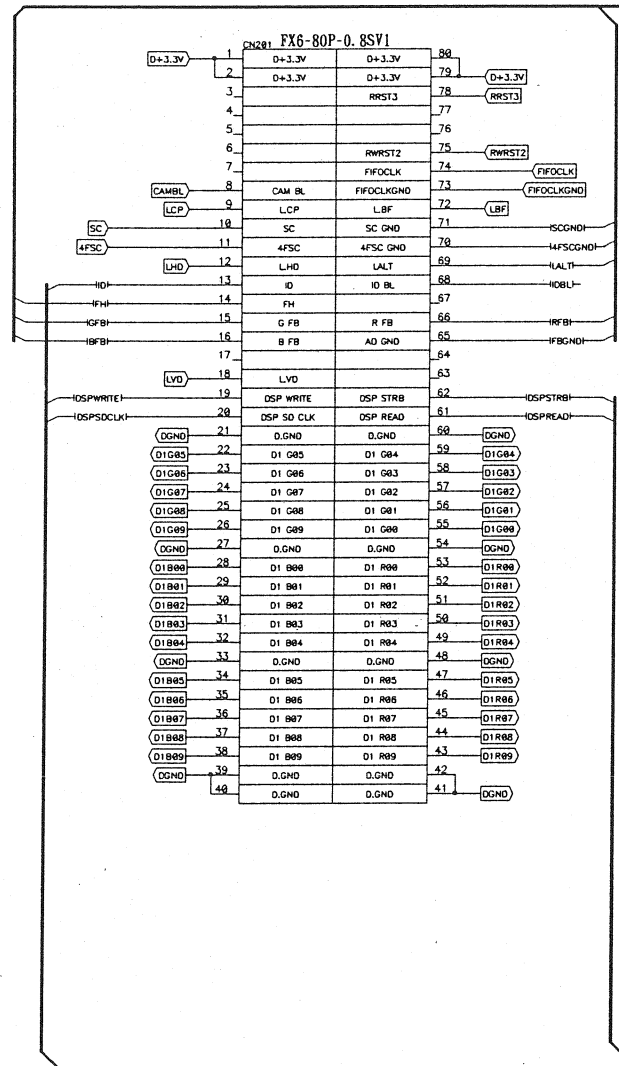 CN201 FX6-80P-0.8SV1
D+3.3V 1 D+3.3V D+3.3V 80
2 D+3.3V D+3.3V 79 D+3.3V
3 RRST3 78 RRST3
4 77
5 76
6 RWRST2 75 RWRST2
7 FIFOCLK 74 FIFOCLK
CAMBL 8 CAM BL FIFOCLKGND 73 FIFOCLKGND
LCP 9 LCP LBF 72 LBF
SC 10 SC SC GND 71 SCGND
4FSC 11 4FSC 4FSC GND 70 4FSCGND
LHD 12 LHD LALT 69 LALT
ID 13 ID ID BL 68 IDBL
FH 14 FH 67
GFB 15 G FB R FB 66 RFB
BFB 16 B FB AD GND 65 FBGND
17 64
LVD 18 LVD 63
DSPWRITE 19 DSP WRITE DSP STRB 62 DSPSTRB
DSPSDCLK 20 DSP SD CLK DSP READ 61 DSPREAD
DGND 21 D.GND D.GND 60 DGND
D1G05 22 D1 G05 D1 G04 59 D1G04
D1G06 23 D1 G06 D1 G03 58 D1G03
D1G07 24 D1 G07 D1 G02 57 D1G02
D1G08 25 D1 G08 D1 G01 56 D1G01
D1G09 26 D1 G09 D1 G00 55 D1G00
DGND 27 D.GND D.GND 54 DGND
D1B00 28 D1 B00 D1 R00 53 D1R00
D1B01 29 D1 B01 D1 R01 52 D1R01
D1B02 30 D1 B02 D1 R02 51 D1R02
D1B03 31 D1 B03 D1 R03 50 D1R03
D1B04 32 D1 B04 D1 R04 49 D1R04
DGND 33 D.GND D.GND 48 DGND
D1B05 34 D1 B05 D1 R05 47 D1R05
D1B06 35 D1 B06 D1 R06 46 D1R06
D1B07 36 D1 B07 D1 R07 45 D1R07
D1B08 37 D1 B08 D1 R08 44 D1R08
D1B09 38 D1 B09 D1 R09 43 D1R09
DGND 39 D.GND D.GND 42
40 D.GND D.GND 41 DGND